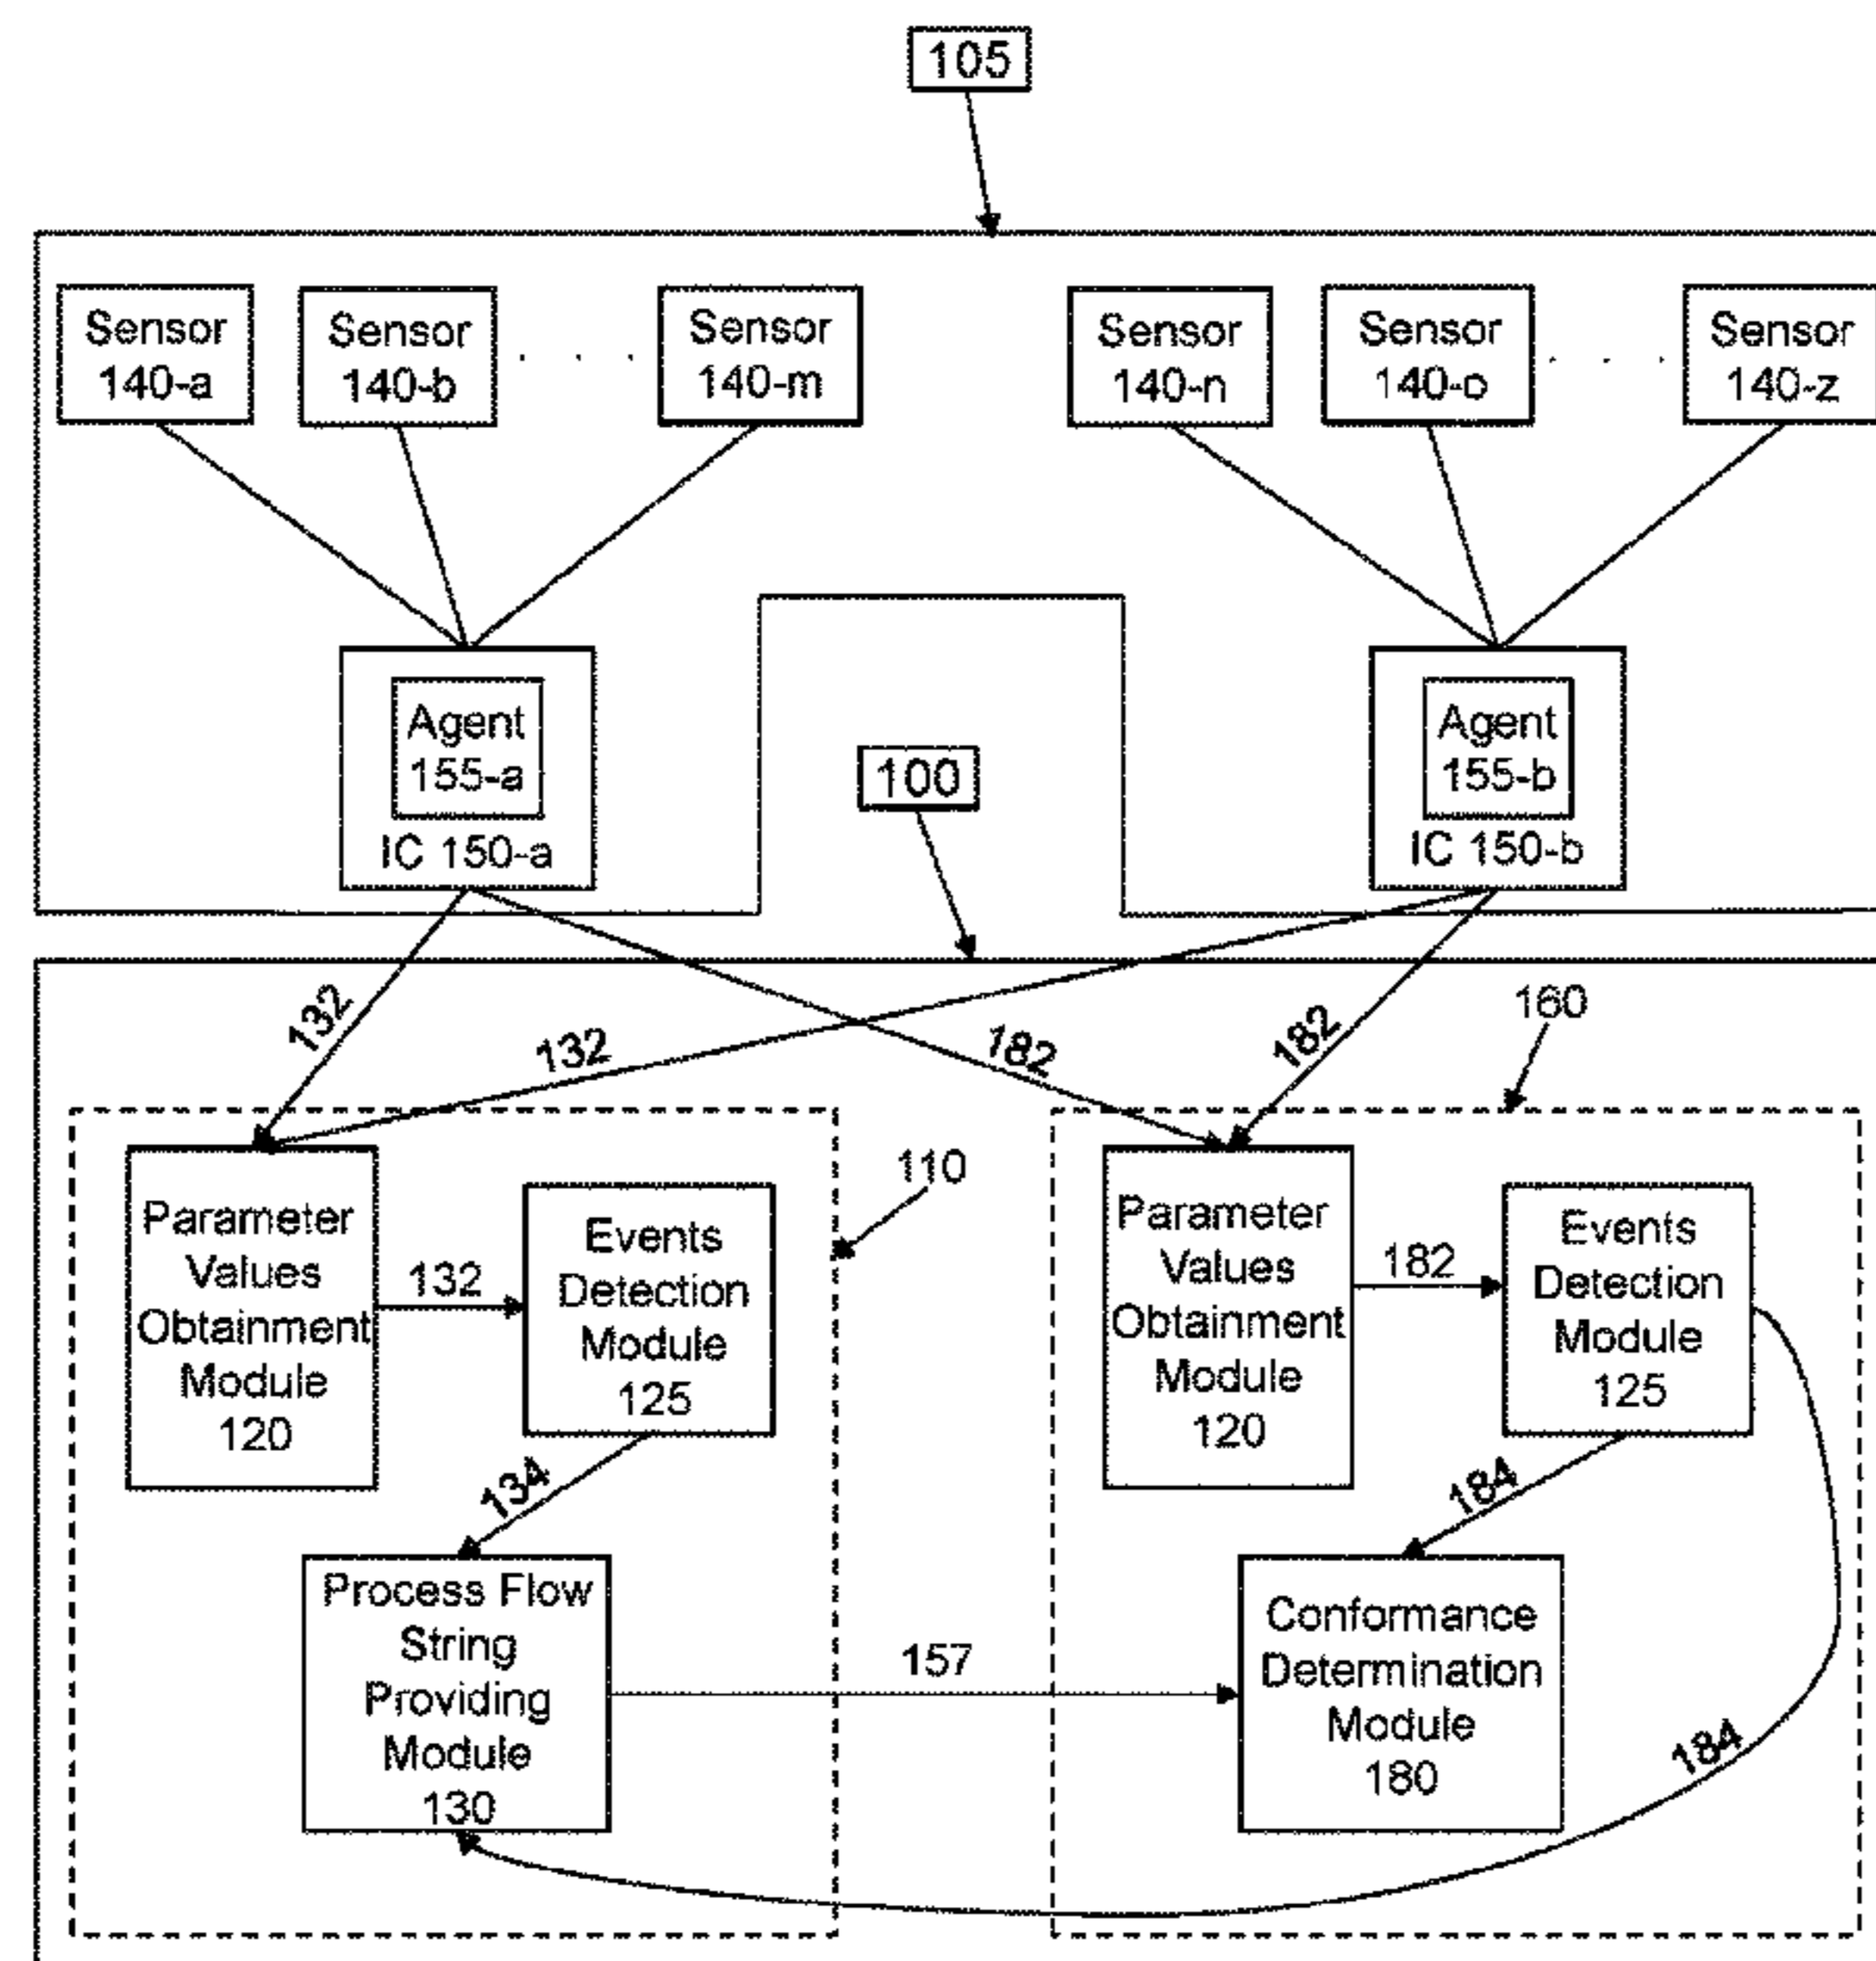 105
Sensor
140-a
Sensor
140-b
Sensor
140-m
Sensor
140-n
Sensor
140-o
Sensor
140-z
Agent
155-a
IC 150-a
100
Agent
155-b
IC 150-b
132
132
182
182
160
110
Parameter
Values
Obtainment
Module
120
132
Events
Detection
Module
125
134
Process Flow
String
Providing
Module
130
157
Parameter
Values
Obtainment
Module
120
182
Events
Detection
Module
125
184
Conformance
Determination
Module
180
184